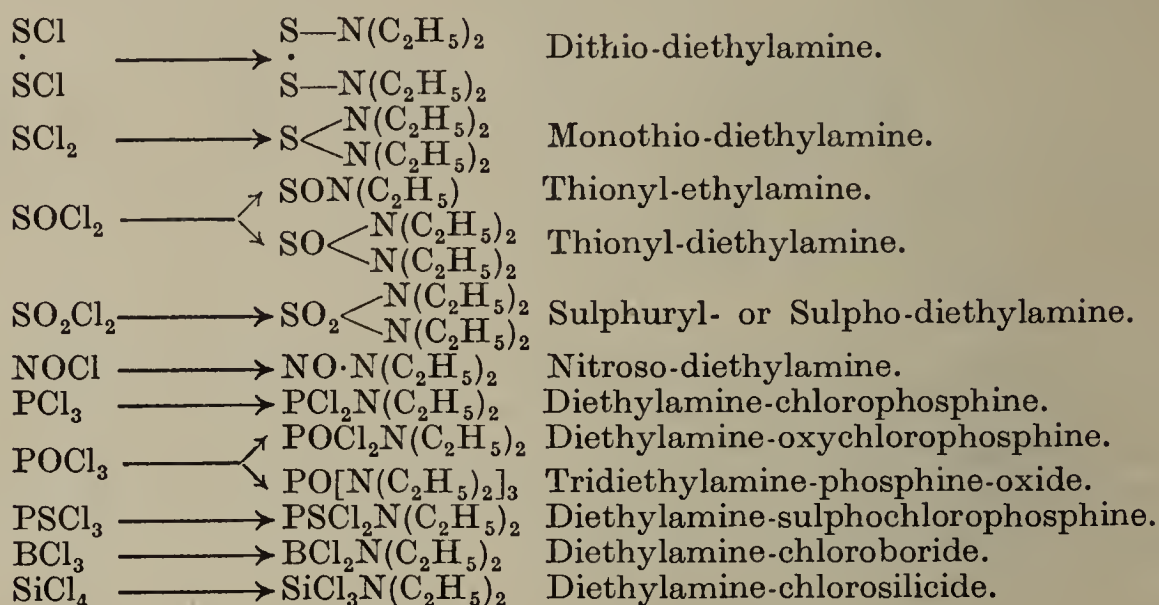 SCl ⟶ S—N(C₂H₅)₂ Dithio-diethylamine.
SCl S—N(C₂H₅)₂
SCl₂ ⟶ S<N(C₂H₅)₂ N(C₂H₅)₂ Monothio-diethylamine.
SOCl₂ ⟶ SON(C₂H₅) Thionyl-ethylamine.
SO<N(C₂H₅)₂ N(C₂H₅)₂ Thionyl-diethylamine.
SO₂Cl₂ ⟶ SO₂<N(C₂H₅)₂ N(C₂H₅)₂ Sulphuryl- or Sulpho-diethylamine.
NOCl ⟶ NO·N(C₂H₅)₂ Nitroso-diethylamine.
PCl₃ ⟶ PCl₂N(C₂H₅)₂ Diethylamine-chlorophosphine.
POCl₃ ⟶ POCl₂N(C₂H₅)₂ Diethylamine-oxychlorophosphine.
PO[N(C₂H₅)₂]₃ Tridiethylamine-phosphine-oxide.
PSCl₃ ⟶ PSCl₂N(C₂H₅)₂ Diethylamine-sulphochlorophosphine.
BCl₃ ⟶ BCl₂N(C₂H₅)₂ Diethylamine-chloroboride.
SiCl₄ ⟶ SiCl₃N(C₂H₅)₂ Diethylamine-chlorosilicide.